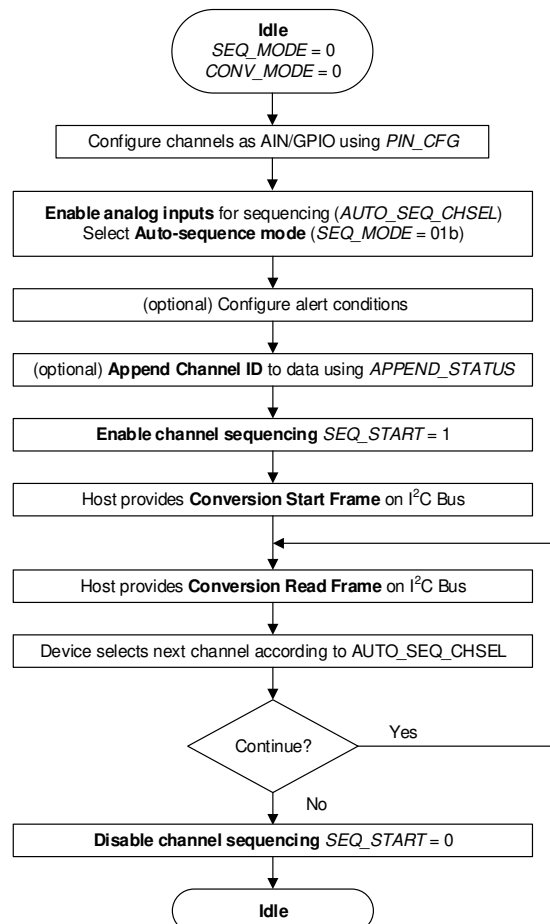 Idle
SEQ_MODE = 0
CONV_MODE = 0
Configure channels as AIN/GPIO using PIN_CFG
Enable analog inputs for sequencing (AUTO_SEQ_CHSEL)
Select Auto-sequence mode (SEQ_MODE = 01b)
(optional) Configure alert conditions
(optional) Append Channel ID to data using APPEND_STATUS
Enable channel sequencing SEQ_START = 1
Host provides Conversion Start Frame on I²C Bus
Host provides Conversion Read Frame on I²C Bus
Device selects next channel according to AUTO_SEQ_CHSEL
Continue?
Yes
No
Disable channel sequencing SEQ_START = 0
Idle